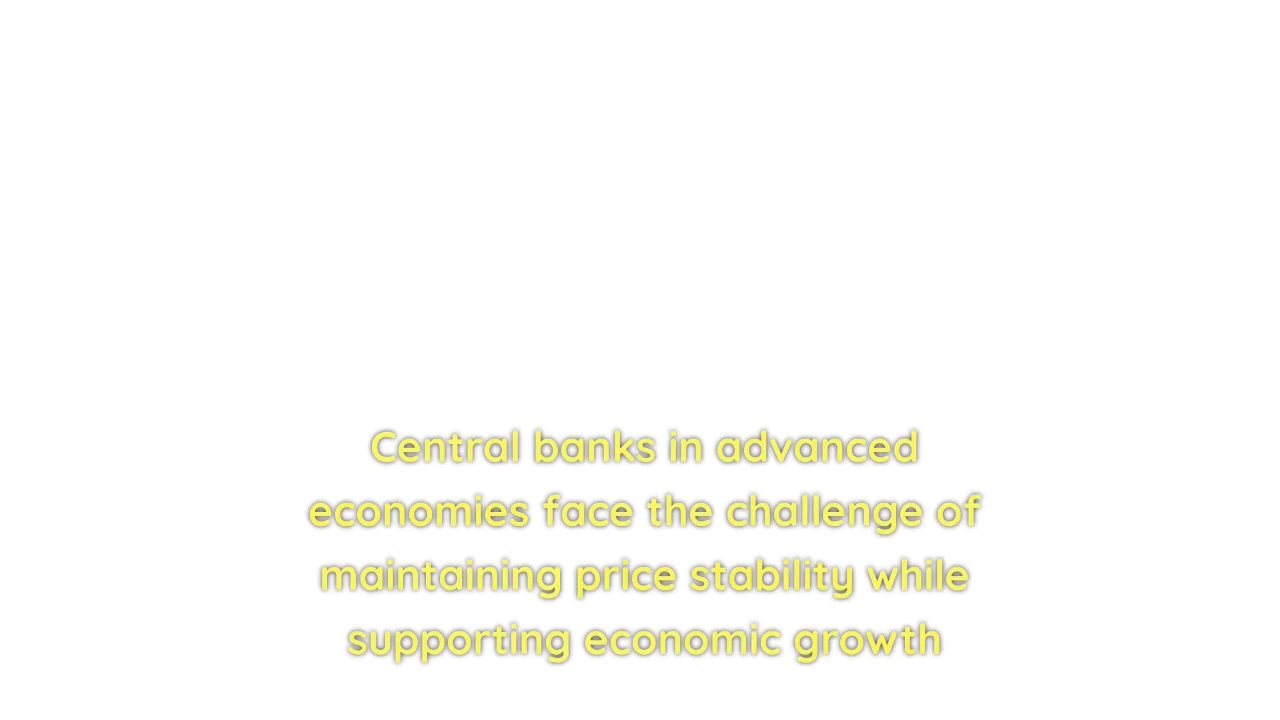 Central banks in advanced
economies face the challenge of
maintaining price stability while
supporting economic growth